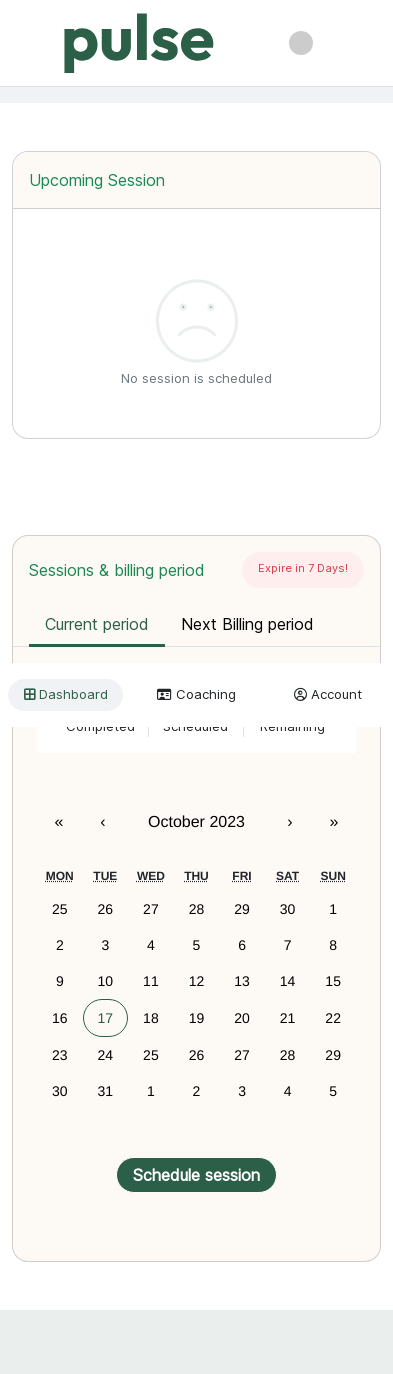 pulse
Upcoming Session
No session is scheduled
Sessions & billing period
Expire in 7 Days!
Current period
Next Billing period
Dashboard
Coaching
Account
Completed
Scheduled
Remaining
« ‹ October 2023 › »
MON TUE WED THU FRI SAT SUN
25 26 27 28 29 30 1
2 3 4 5 6 7 8
9 10 11 12 13 14 15
16 17 18 19 20 21 22
23 24 25 26 27 28 29
30 31 1 2 3 4 5
Schedule session